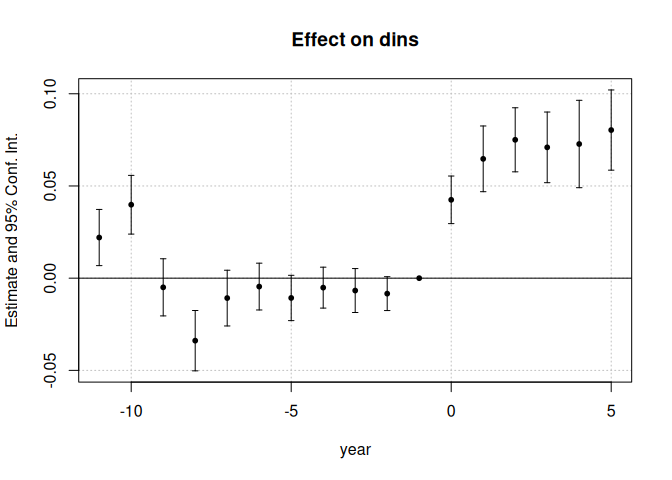 Effect on dins
Estimate and 95% Conf. Int.
0.10
0.05
0.00
-0.05
-10
-5
0
5
year